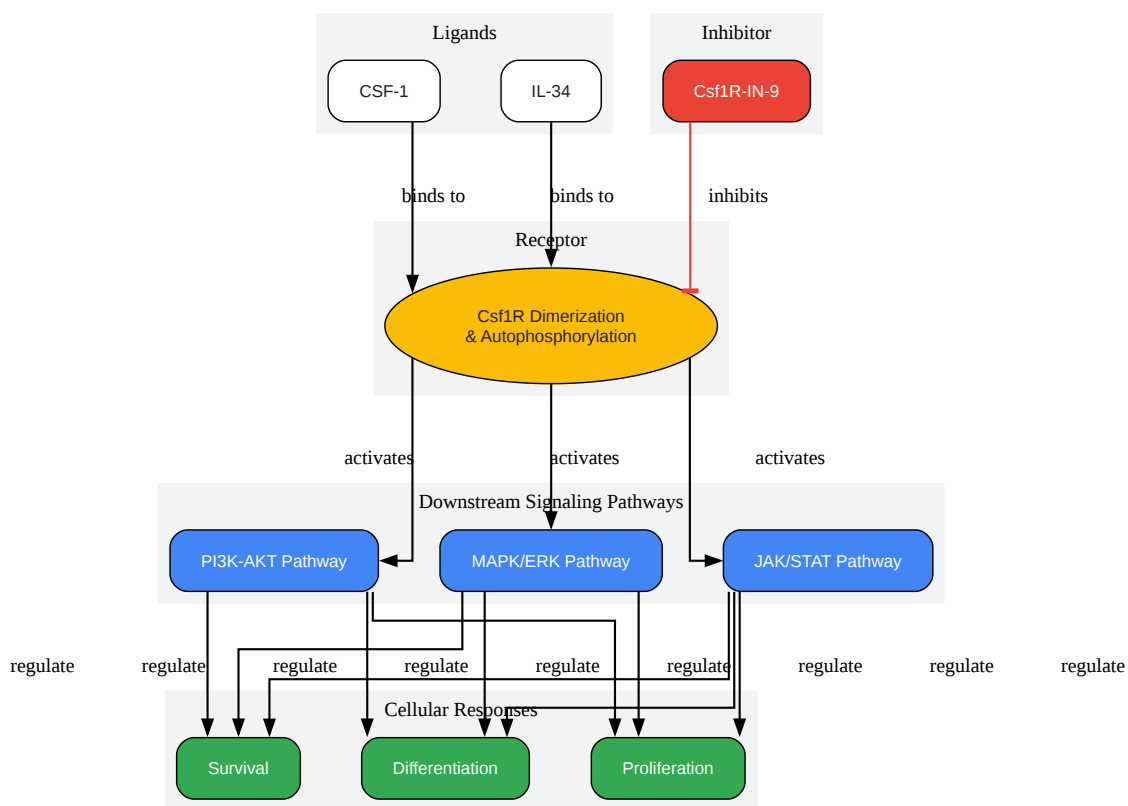 Ligands
Inhibitor
CSF-1
IL-34
Csf1R-IN-9
binds to
binds to
inhibits
Receptor
Csf1R Dimerization
& Autophosphorylation
activates
activates
activates
Downstream Signaling Pathways
PI3K-AKT Pathway
MAPK/ERK Pathway
JAK/STAT Pathway
regulate
regulate
regulate
regulate
regulate
regulate
regulate
regulate
regulate
Cellular Responses
Survival
Differentiation
Proliferation